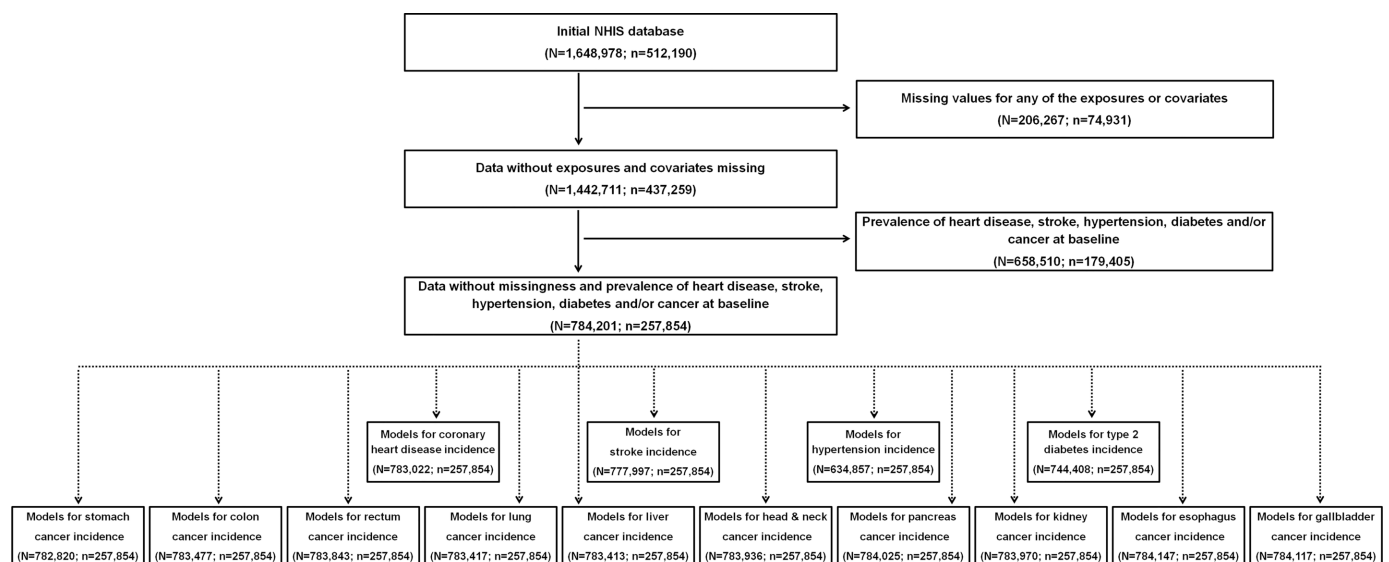 Initial NHIS database
(N=1,648,978; n=512,190)
Missing values for any of the exposures or covariates
(N=206,267; n=74,931)
Data without exposures and covariates missing
(N=1,442,711; n=437,259)
Prevalence of heart disease, stroke, hypertension, diabetes and/or
cancer at baseline
(N=658,510; n=179,405)
Data without missingness and prevalence of heart disease, stroke,
hypertension, diabetes and/or cancer at baseline
(N=784,201; n=257,854)
Models for coronary
heart disease incidence
(N=783,022; n=257,854)
Models for
stroke incidence
(N=777,997; n=257,854)
Models for
hypertension incidence
(N=634,857; n=257,854)
Models for type 2
diabetes incidence
(N=744,408; n=257,854)
Models for stomach
cancer incidence
(N=782,820; n=257,854)
Models for colon
cancer incidence
(N=783,477; n=257,854)
Models for rectum
cancer incidence
(N=783,843; n=257,854)
Models for lung
cancer incidence
(N=783,417; n=257,854)
Models for liver
cancer incidence
(N=783,413; n=257,854)
Models for head & neck
cancer incidence
(N=783,936; n=257,854)
Models for pancreas
cancer incidence
(N=784,025; n=257,854)
Models for kidney
cancer incidence
(N=783,970; n=257,854)
Models for esophagus
cancer incidence
(N=784,147; n=257,854)
Models for gallbladder
cancer incidence
(N=784,117; n=257,854)